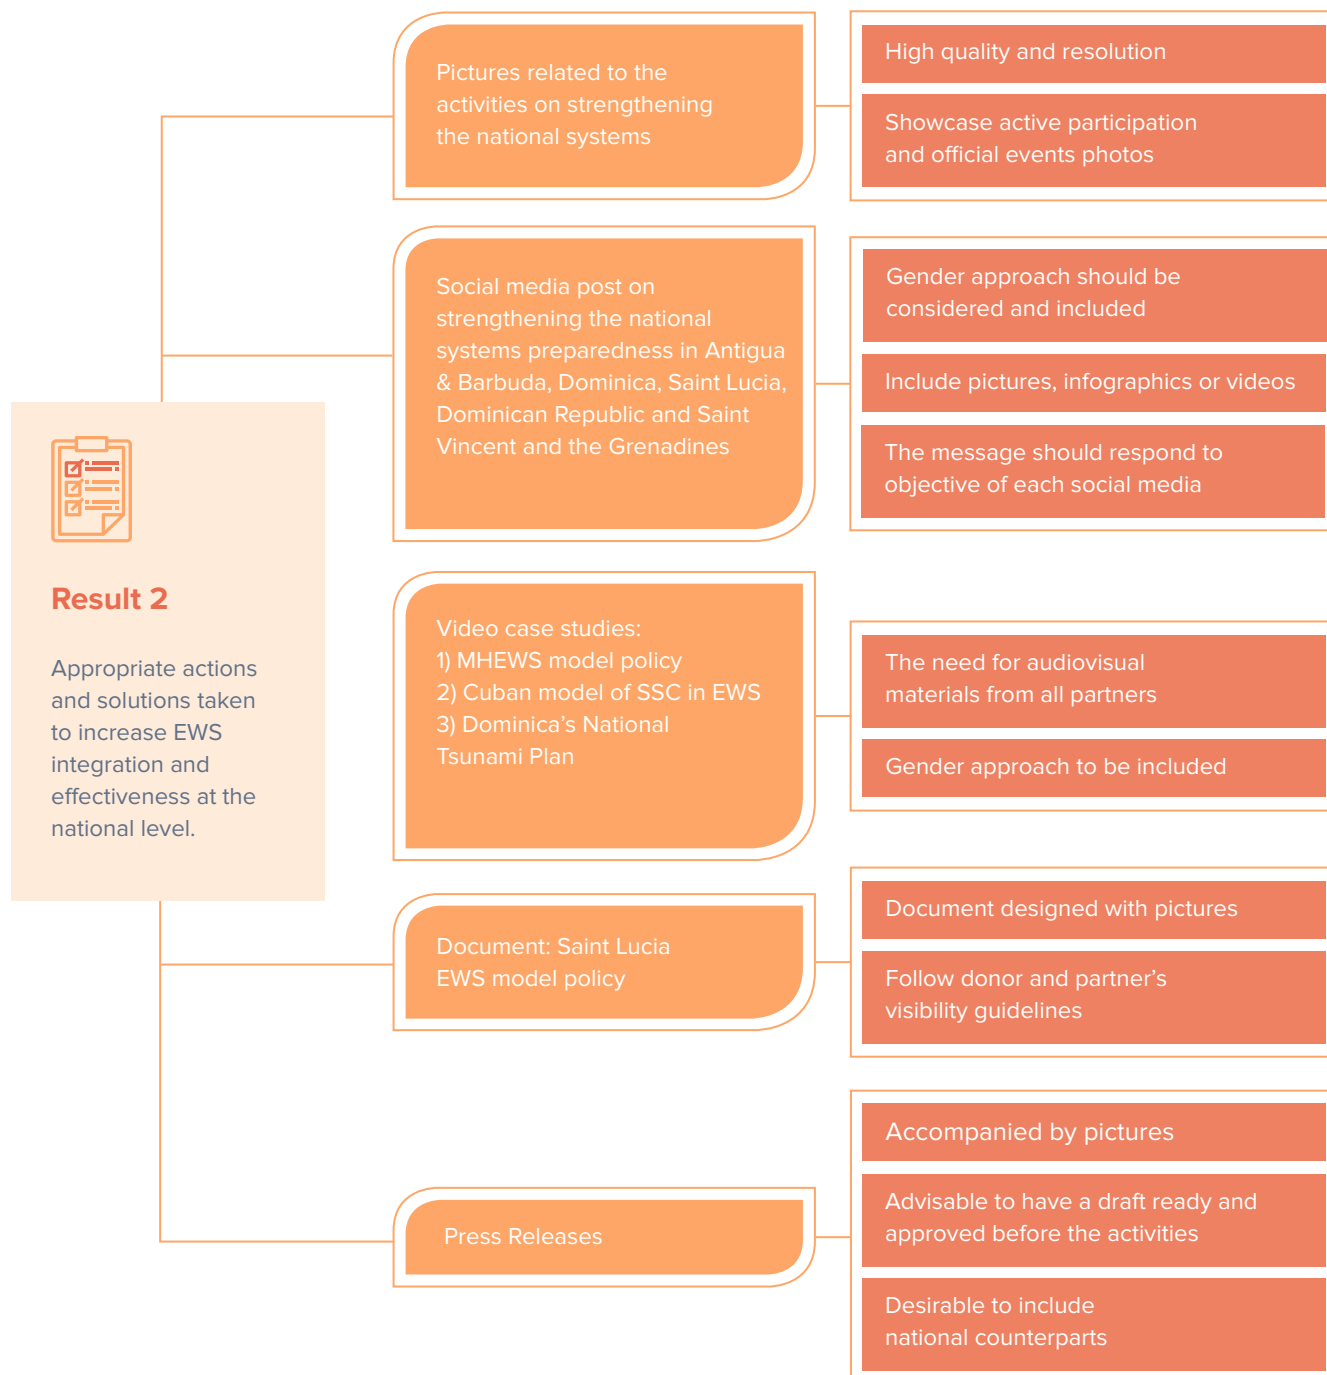 Result 2
Appropriate actions
and solutions taken
to increase EWS
integration and
effectiveness at the
national level.
Pictures related to the
activities on strengthening
the national systems
High quality and resolution
Showcase active participation
and official events photos
Social media post on
strengthening the national
systems preparedness in Antigua
& Barbuda, Dominica, Saint Lucia,
Dominican Republic and Saint
Vincent and the Grenadines
Gender approach should be
considered and included
Include pictures, infographics or videos
The message should respond to
objective of each social media
Video case studies:
1) MHEWS model policy
2) Cuban model of SSC in EWS
3) Dominica’s National
Tsunami Plan
The need for audiovisual
materials from all partners
Gender approach to be included
Document: Saint Lucia
EWS model policy
Document designed with pictures
Follow donor and partner’s
visibility guidelines
Press Releases
Accompanied by pictures
Advisable to have a draft ready and
approved before the activities
Desirable to include
national counterparts